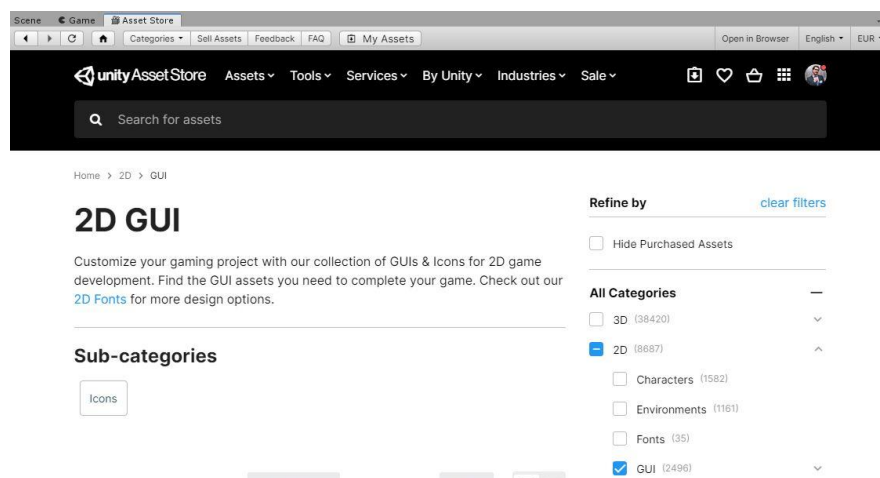 Scene Game Asset Store
Categories Sell Assets Feedback FAQ My Assets Open in Browser English EUR
unity Asset Store Assets Tools Services By Unity Industries Sale
Search for assets
Home > 2D > GUI
2D GUI
Customize your gaming project with our collection of GUIs & Icons for 2D game
development. Find the GUI assets you need to complete your game. Check out our
2D Fonts for more design options.
Sub-categories
Icons
Refine by clear filters
Hide Purchased Assets
All Categories
3D (38420)
2D (8687)
Characters (1582)
Environments (1161)
Fonts (35)
GUI (2496)